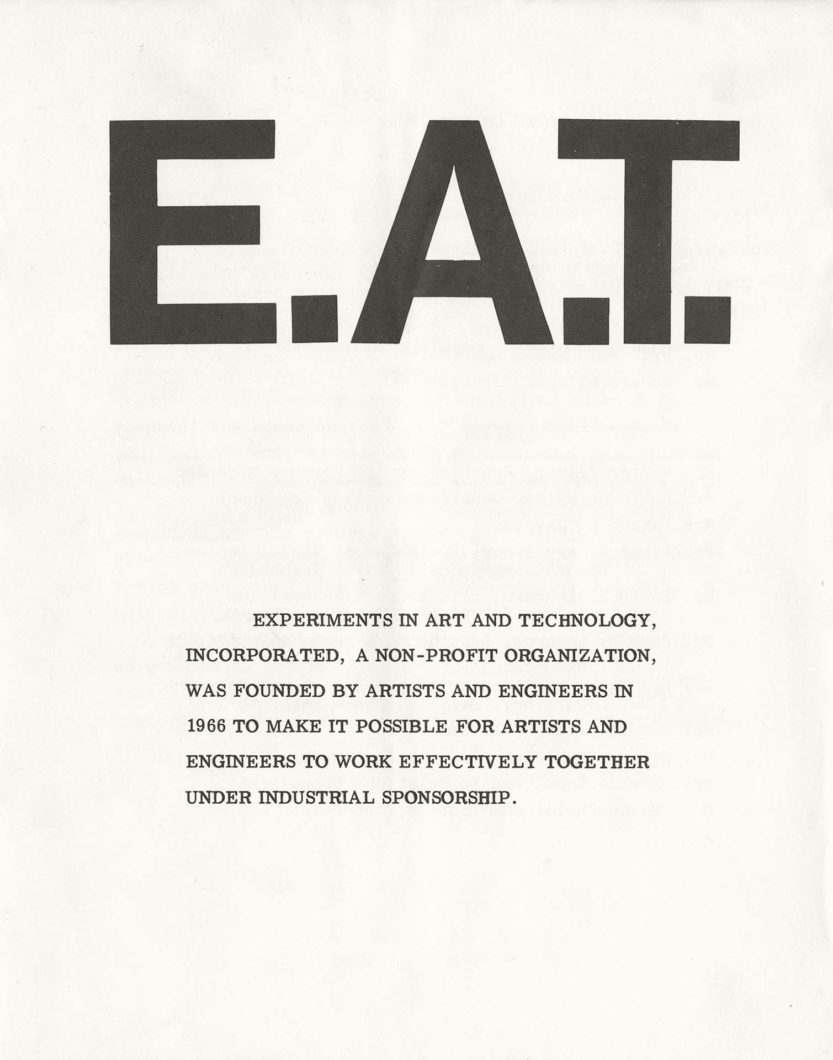 E.A.T.
EXPERIMENTS IN ART AND TECHNOLOGY,
INCORPORATED, A NON-PROFIT ORGANIZATION,
WAS FOUNDED BY ARTISTS AND ENGINEERS IN
1966 TO MAKE IT POSSIBLE FOR ARTISTS AND
ENGINEERS TO WORK EFFECTIVELY TOGETHER
UNDER INDUSTRIAL SPONSORSHIP.